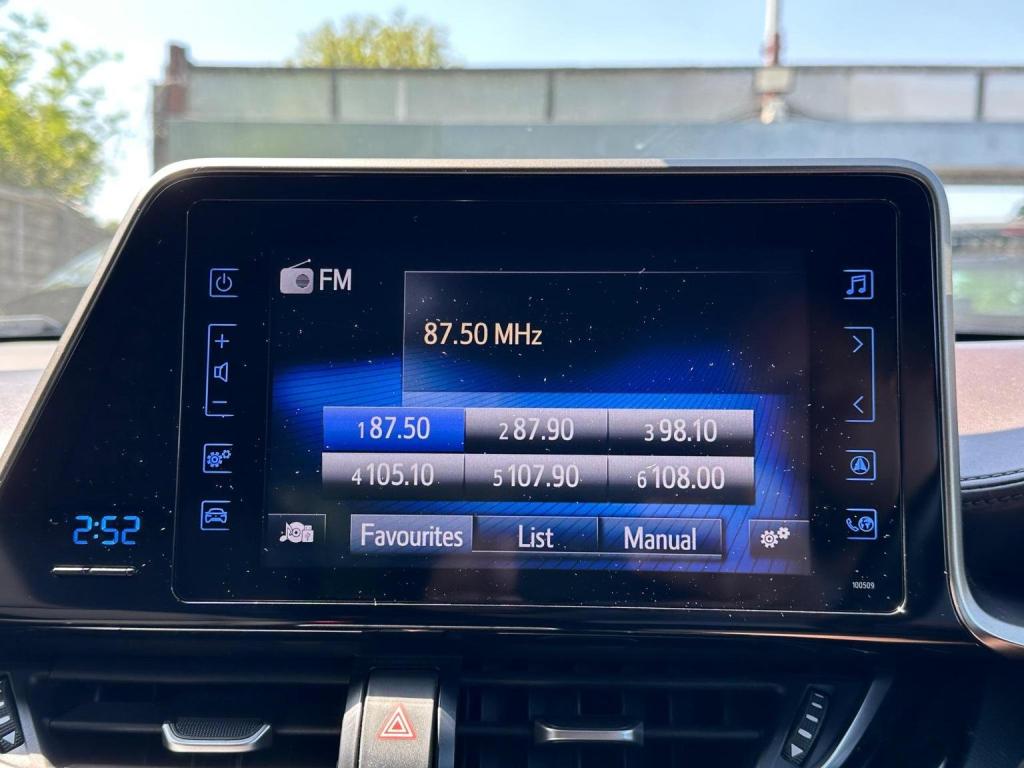 FM
87.50 MHz
1 87.50 2 87.90 3 98.10
4 105.10 5 107.90 6 108.00
Favourites List Manual
2:52
100509